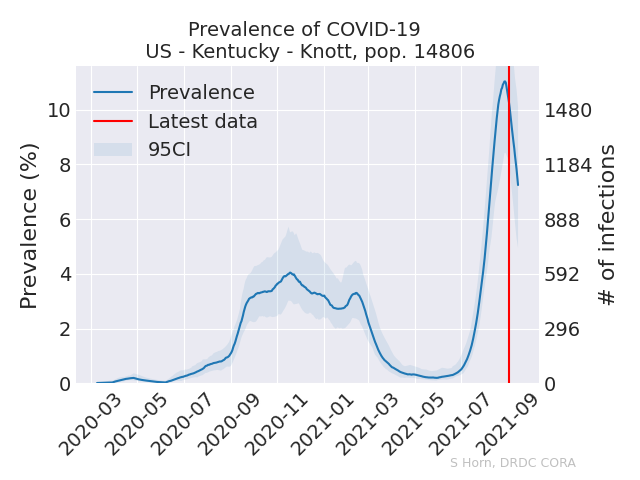 Prevalence of COVID-19
US - Kentucky - Knott, pop. 14806
Prevalence (%)
10
8
6
4
2
0
Prevalence
Latest data
95CI
1480
1184
888
592
296
0
# of infections
2020-03
2020-05
2020-07
2020-09
2020-11
2021-01
2021-03
2021-05
2021-07
2021-09
S Horn, DRDC CORA